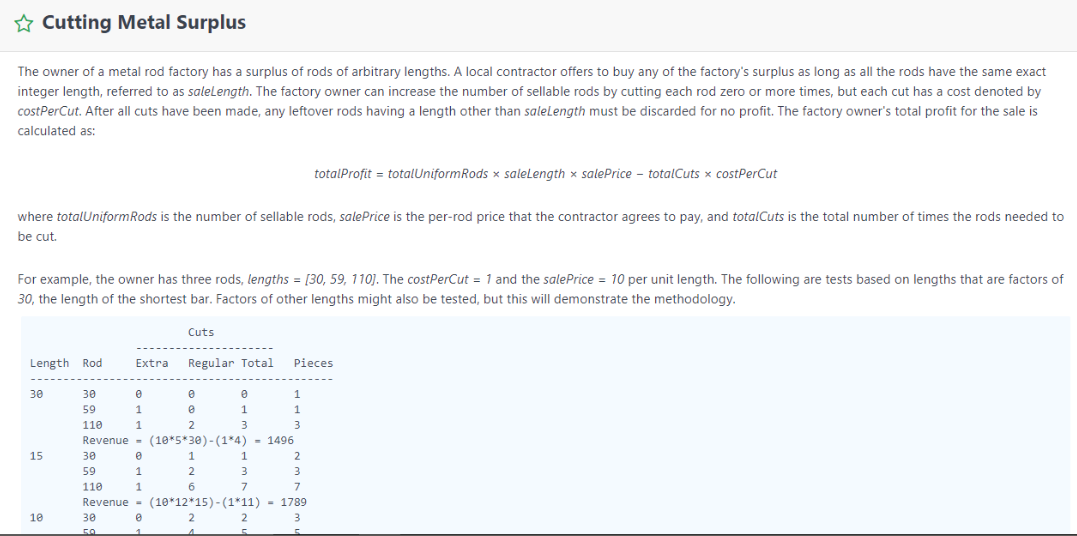 Cutting Metal Surplus
The owner of a metal rod factory has a surplus of rods of arbitrary lengths. A local contractor offers to buy any of the factory's surplus as long as all the rods have the same exact
integer length, referred to as saleLength. The factory owner can increase the number of sellable rods by cutting each rod zero or more times, but each cut has a cost denoted by
costPerCut. After all cuts have been made, any leftover rods having a length other than saleLength must be discarded for no profit. The factory owner's total profit for the sale is
calculated as:
totalProfit = totalUniformRods × saleLength × salePrice − totalCuts × costPerCut
where totalUniformRods is the number of sellable rods, salePrice is the per-rod price that the contractor agrees to pay, and totalCuts is the total number of times the rods needed to
be cut.
For example, the owner has three rods, lengths = [30, 59, 110]. The costPerCut = 1 and the salePrice = 10 per unit length. The following are tests based on lengths that are factors of
30, the length of the shortest bar. Factors of other lengths might also be tested, but this will demonstrate the methodology.
Cuts
---------------------
Length Rod Extra Regular Total Pieces
----------------------------------------------
30 30 0 0 0 1
59 1 0 1 1
110 1 2 3 3
Revenue = (10*5*30)-(1*4) = 1496
15 30 0 1 1 2
59 1 2 3 3
110 1 6 7 7
Revenue = (10*12*15)-(1*11) = 1789
10 30 0 2 2 3
59 1 4 5 5